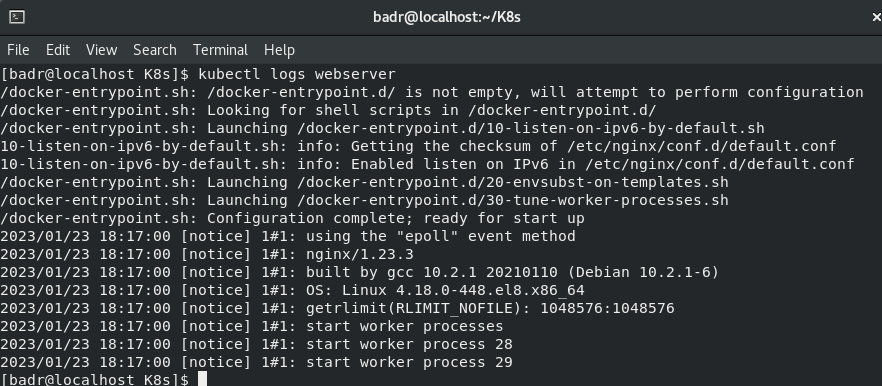 badr@localhost:~/K8s
File Edit View Search Terminal Help
[badr@localhost K8s]$ kubectl logs webserver
/docker-entrypoint.sh: /docker-entrypoint.d/ is not empty, will attempt to perform configuration
/docker-entrypoint.sh: Looking for shell scripts in /docker-entrypoint.d/
/docker-entrypoint.sh: Launching /docker-entrypoint.d/10-listen-on-ipv6-by-default.sh
10-listen-on-ipv6-by-default.sh: info: Getting the checksum of /etc/nginx/conf.d/default.conf
10-listen-on-ipv6-by-default.sh: info: Enabled listen on IPv6 in /etc/nginx/conf.d/default.conf
/docker-entrypoint.sh: Launching /docker-entrypoint.d/20-envsubst-on-templates.sh
/docker-entrypoint.sh: Launching /docker-entrypoint.d/30-tune-worker-processes.sh
/docker-entrypoint.sh: Configuration complete; ready for start up
2023/01/23 18:17:00 [notice] 1#1: using the "epoll" event method
2023/01/23 18:17:00 [notice] 1#1: nginx/1.23.3
2023/01/23 18:17:00 [notice] 1#1: built by gcc 10.2.1 20210110 (Debian 10.2.1-6)
2023/01/23 18:17:00 [notice] 1#1: OS: Linux 4.18.0-448.el8.x86_64
2023/01/23 18:17:00 [notice] 1#1: getrlimit(RLIMIT_NOFILE): 1048576:1048576
2023/01/23 18:17:00 [notice] 1#1: start worker processes
2023/01/23 18:17:00 [notice] 1#1: start worker process 28
2023/01/23 18:17:00 [notice] 1#1: start worker process 29
[badr@localhost K8s]$